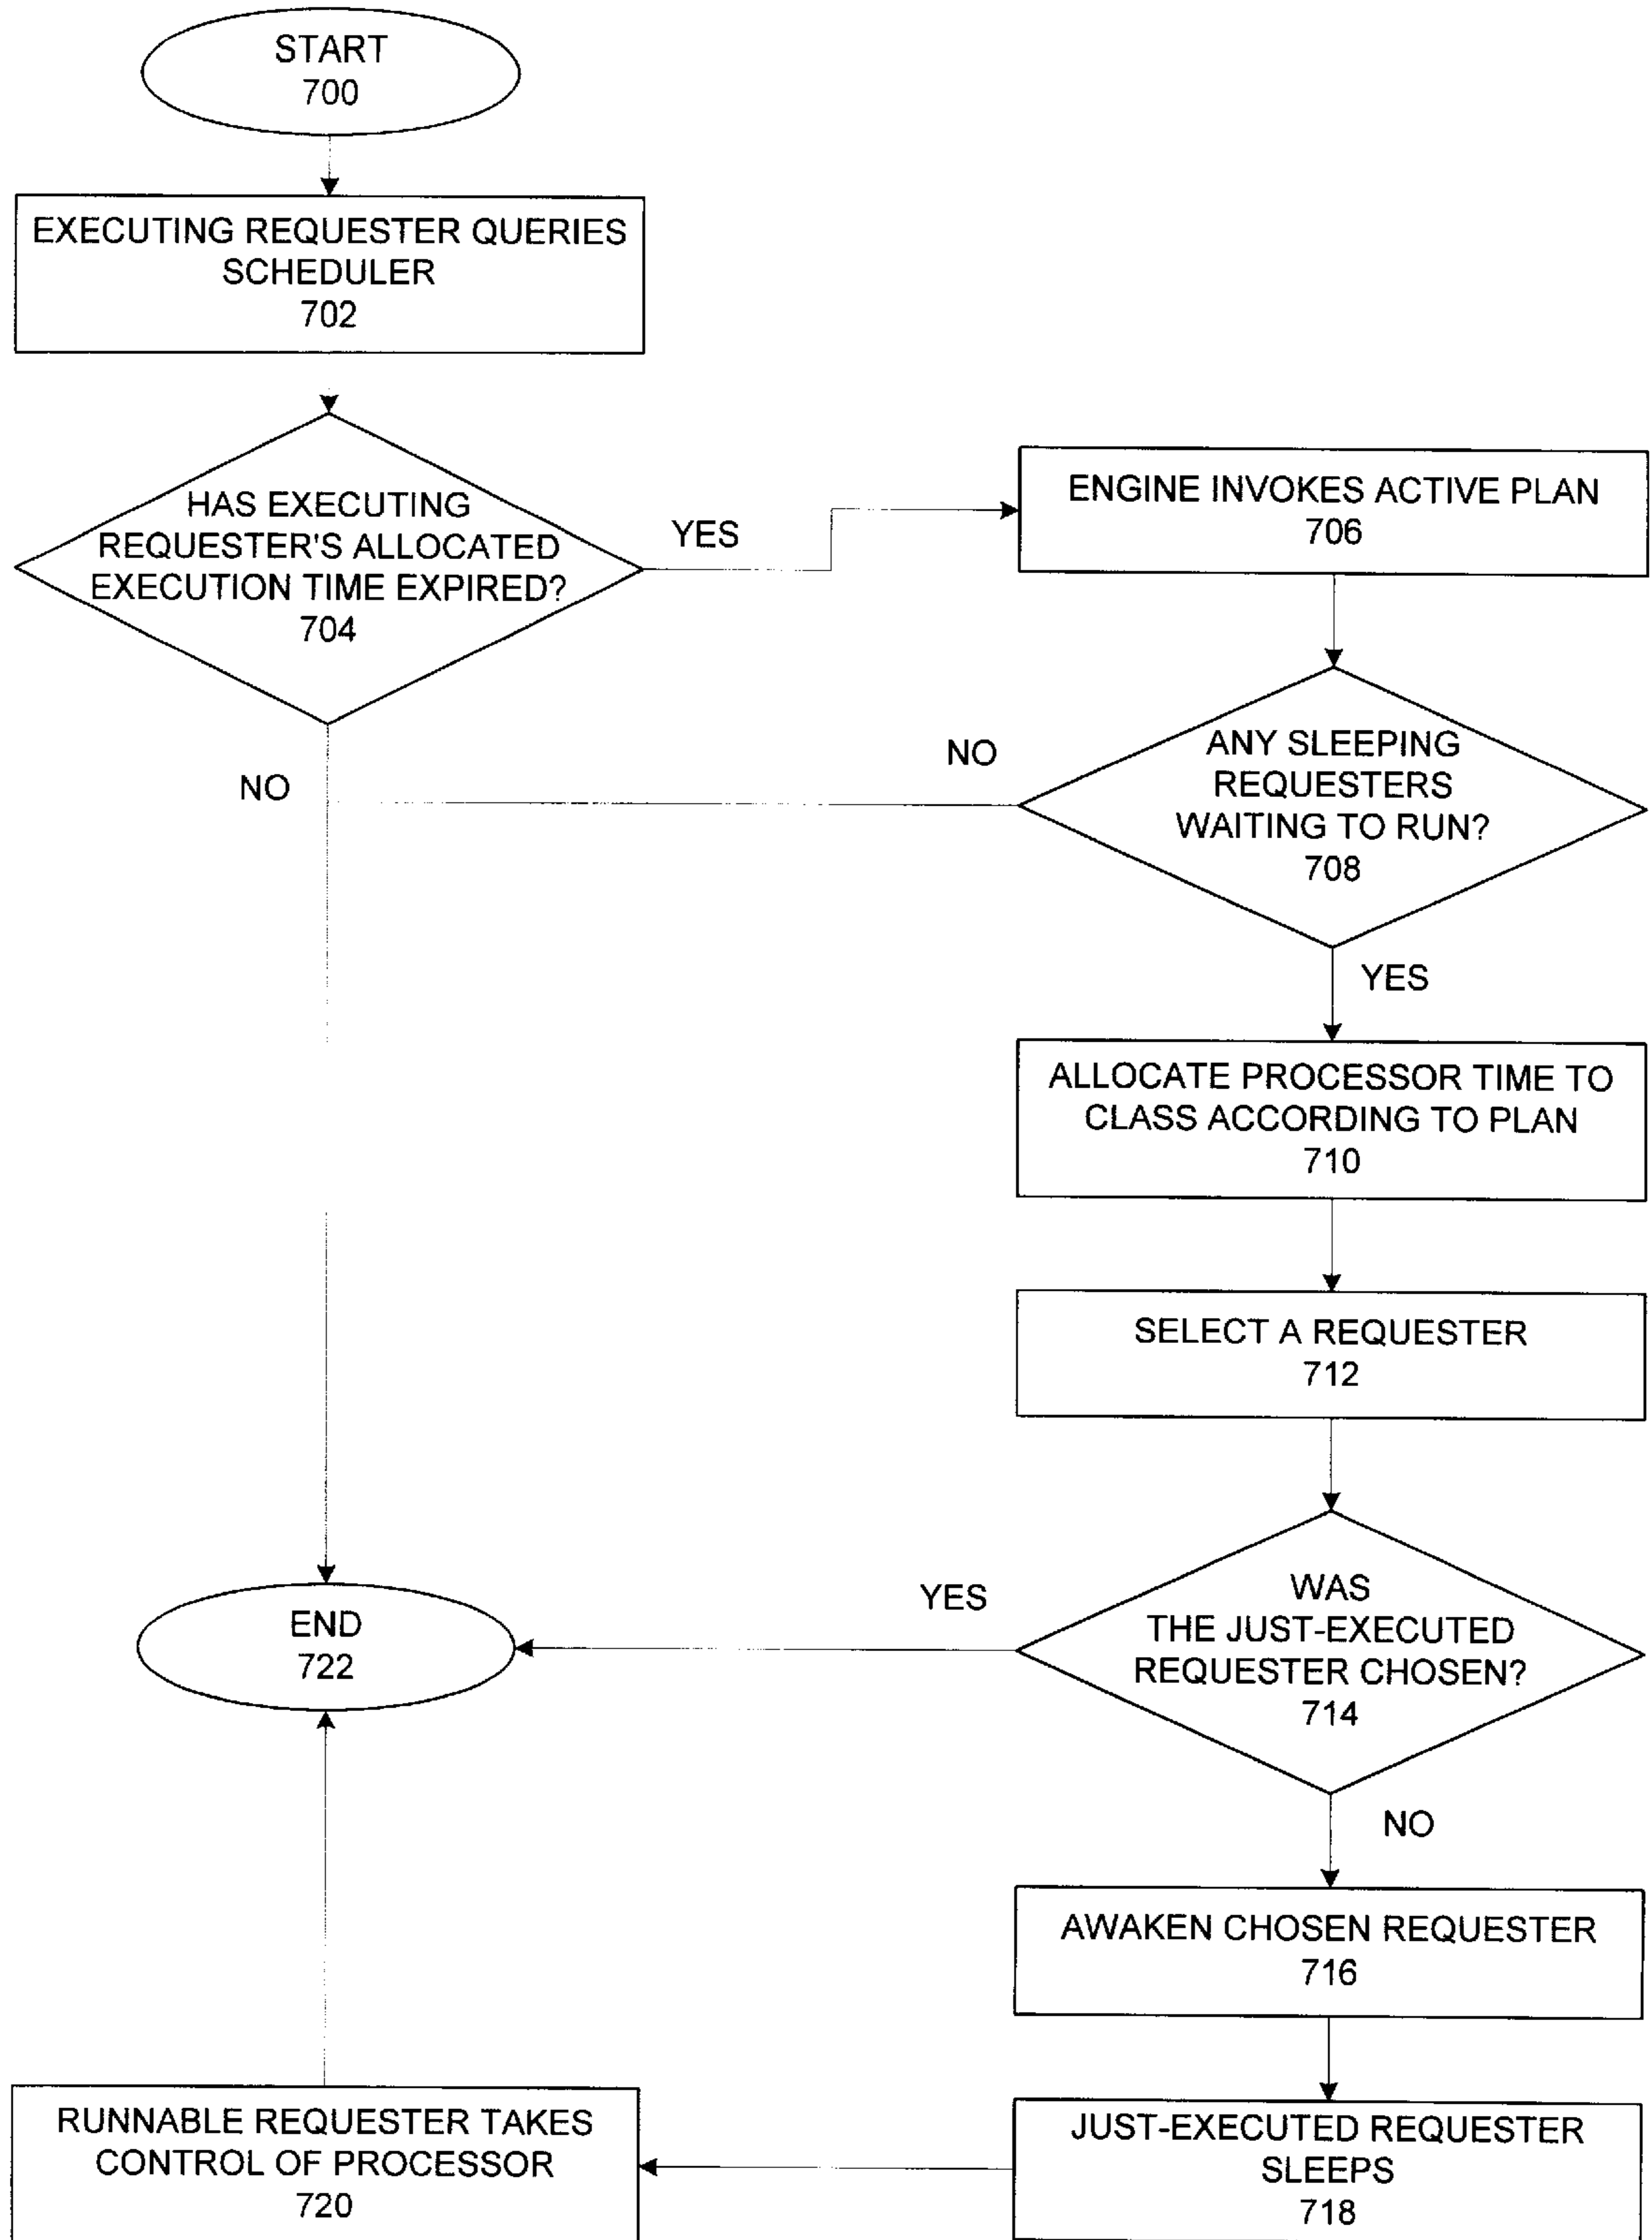 START
700
EXECUTING REQUESTER QUERIES
SCHEDULER
702
HAS EXECUTING
REQUESTER'S ALLOCATED
EXECUTION TIME EXPIRED?
704
YES
NO
ENGINE INVOKES ACTIVE PLAN
706
ANY SLEEPING
REQUESTERS
WAITING TO RUN?
708
NO
YES
ALLOCATE PROCESSOR TIME TO
CLASS ACCORDING TO PLAN
710
SELECT A REQUESTER
712
WAS
THE JUST-EXECUTED
REQUESTER CHOSEN?
714
YES
NO
END
722
AWAKEN CHOSEN REQUESTER
716
JUST-EXECUTED REQUESTER
SLEEPS
718
RUNNABLE REQUESTER TAKES
CONTROL OF PROCESSOR
720